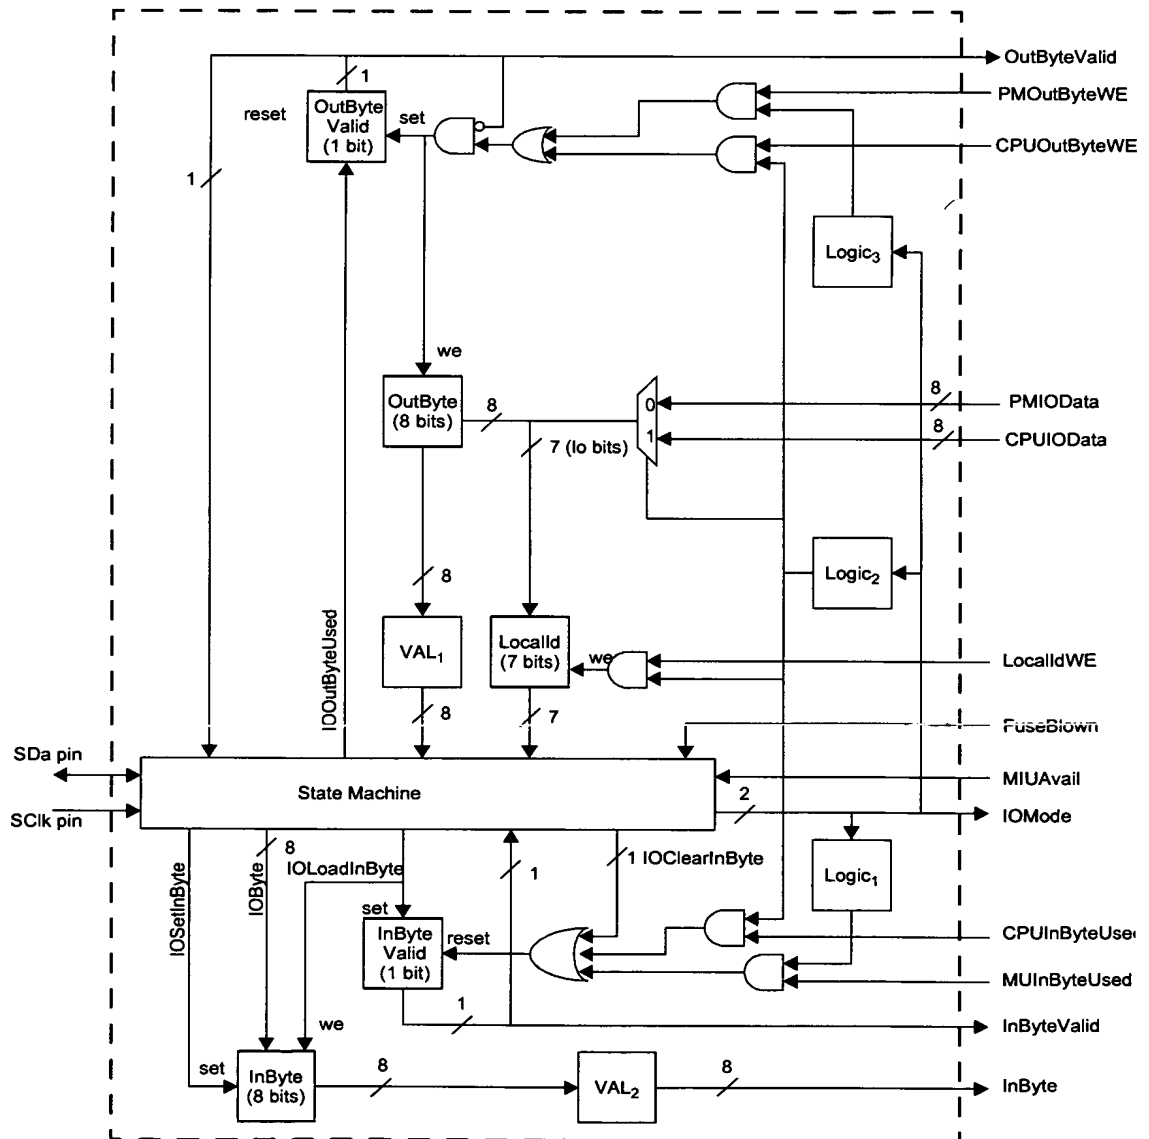 OutByteValid
1
OutByte
Valid
(1 bit)
reset
set
PMOutByteWE
CPUOutByteWE
1
Logic3
we
OutByte
(8 bits)
8
0
8
PMIOData
1
8
CPUIOData
7 (lo bits)
8
Logic2
IOOutByteUsed
VAL1
LocalId
(7 bits)
we
LocalIdWE
8
7
FuseBlown
SDa pin
MIUAvail
State Machine
2
SClk pin
IOMode
8
1 IOClearInByte
IOLoadInByte
1
Logic1
IOSetInByte
IOByte
set
InByte
Valid
(1 bit)
reset
CPUInByteUsec
MUInByteUsed
1
we
InByteValid
set
InByte
(8 bits)
8
VAL2
8
InByte